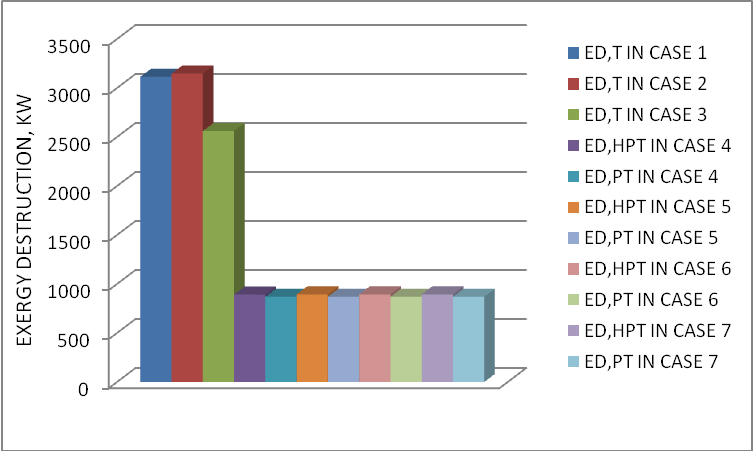 EXERGY DESTRUCTION, KW
3500
3000
2500
2000
1500
1000
500
0
ED,T IN CASE 1
ED,T IN CASE 2
ED,T IN CASE 3
ED,HPT IN CASE 4
ED,PT IN CASE 4
ED,HPT IN CASE 5
ED,PT IN CASE 5
ED,HPT IN CASE 6
ED,PT IN CASE 6
ED,HPT IN CASE 7
ED,PT IN CASE 7